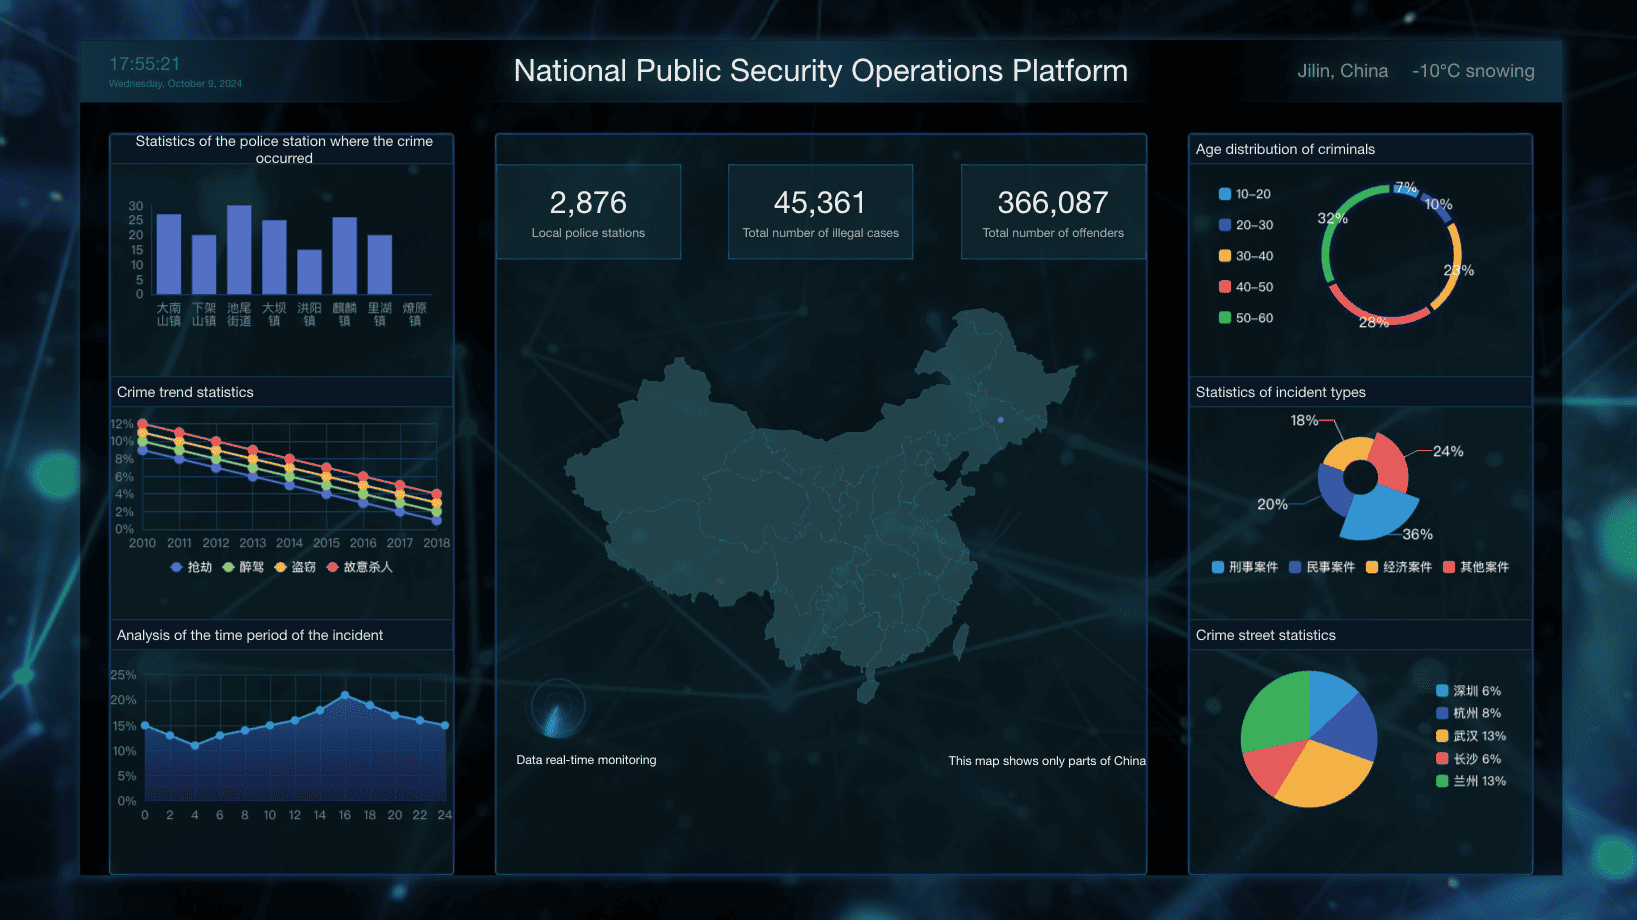 17:55:21
Wednesday, October 9, 2024
National Public Security Operations Platform
Jilin, China
-10°C snowing
Statistics of the police station where the crime
occurred
30
25
20
15
10
5
0
大南
山镇
下架
山镇
池尾
街道
大坝
镇
洪阳
镇
麒麟
镇
里湖
镇
燎原
镇
Crime trend statistics
12%
10%
8%
6%
4%
2%
0%
2010 2011 2012 2013 2014 2015 2016 2017 2018
抢劫 醉驾 盗窃 故意杀人
Analysis of the time period of the incident
25%
20%
15%
10%
5%
0%
0 2 4 6 8 10 12 14 16 18 20 22 24
2,876
Local police stations
45,361
Total number of illegal cases
366,087
Total number of offenders
Data real-time monitoring
This map shows only parts of China
Age distribution of criminals
10-20
20-30
30-40
40-50
50-60
7%
10%
23%
28%
32%
Statistics of incident types
18%
24%
20%
36%
刑事案件 民事案件 经济案件 其他案件
Crime street statistics
深圳 6%
杭州 8%
武汉 13%
长沙 6%
兰州 13%